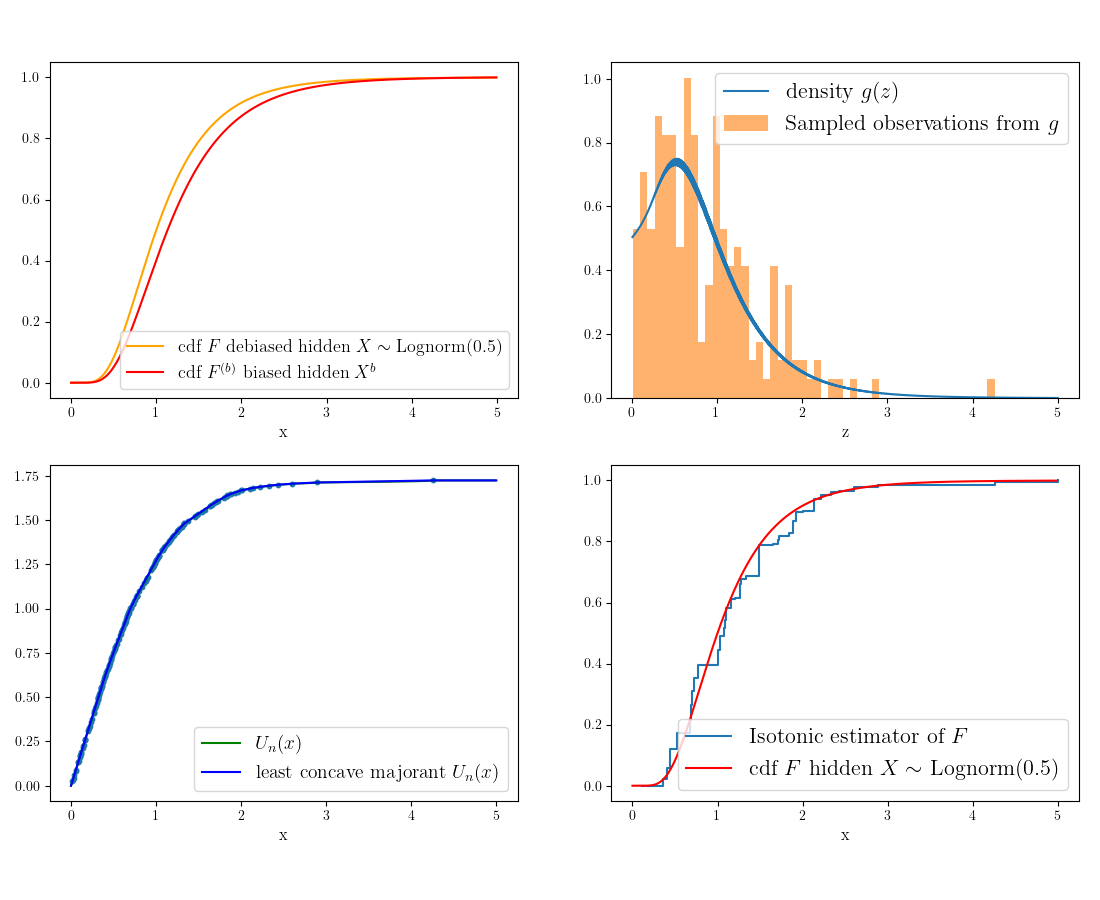 1.0
0.8
0.6
0.4
0.2
0.0
cdf F debiased hidden X ∼ Lognorm(0.5)
cdf F^(b) biased hidden X^b
0 1 2 3 4 5
x
1.0
0.8
0.6
0.4
0.2
0.0
density g(z)
Sampled observations from g
0 1 2 3 4 5
z
1.75
1.50
1.25
1.00
0.75
0.50
0.25
0.00
U_n(x)
least concave majorant U_n(x)
0 1 2 3 4 5
x
1.0
0.8
0.6
0.4
0.2
0.0
Isotonic estimator of F
cdf F hidden X ∼ Lognorm(0.5)
0 1 2 3 4 5
x